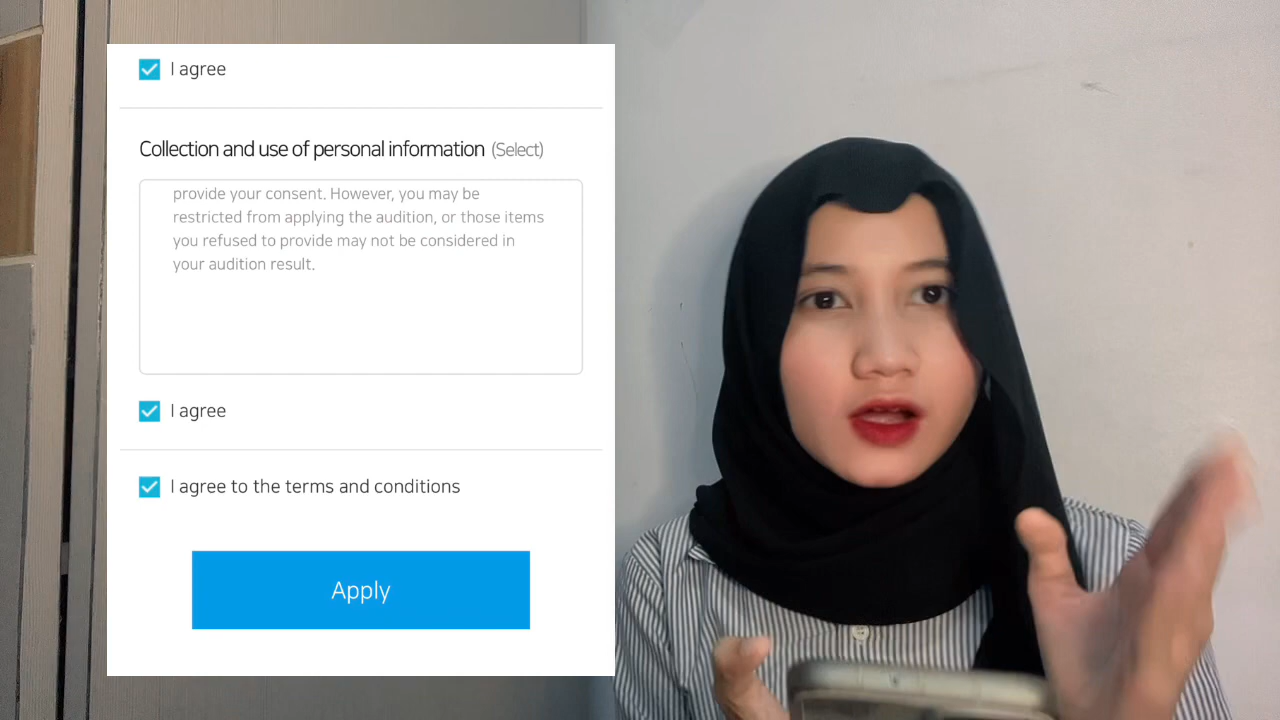 I agree
Collection and use of personal information (Select)
provide your consent. However, you may be
restricted from applying the audition, or those items
you refused to provide may not be considered in
your audition result.
I agree
I agree to the terms and conditions
Apply